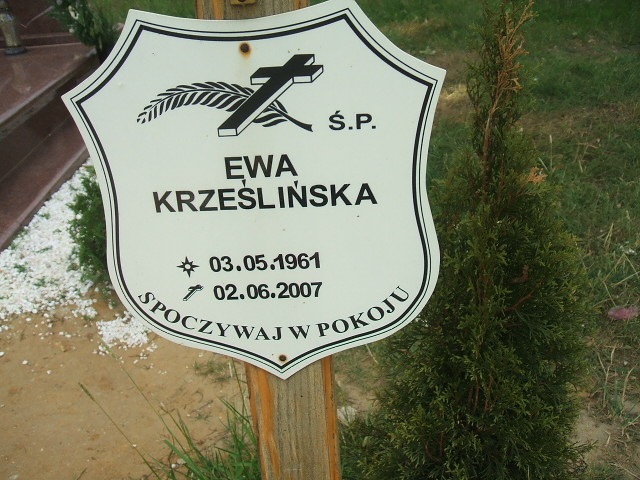 Ś.P.
EWA
KRZEŚLIŃSKA
03.05.1961
02.06.2007
SPOCZYWAJ W POKOJU